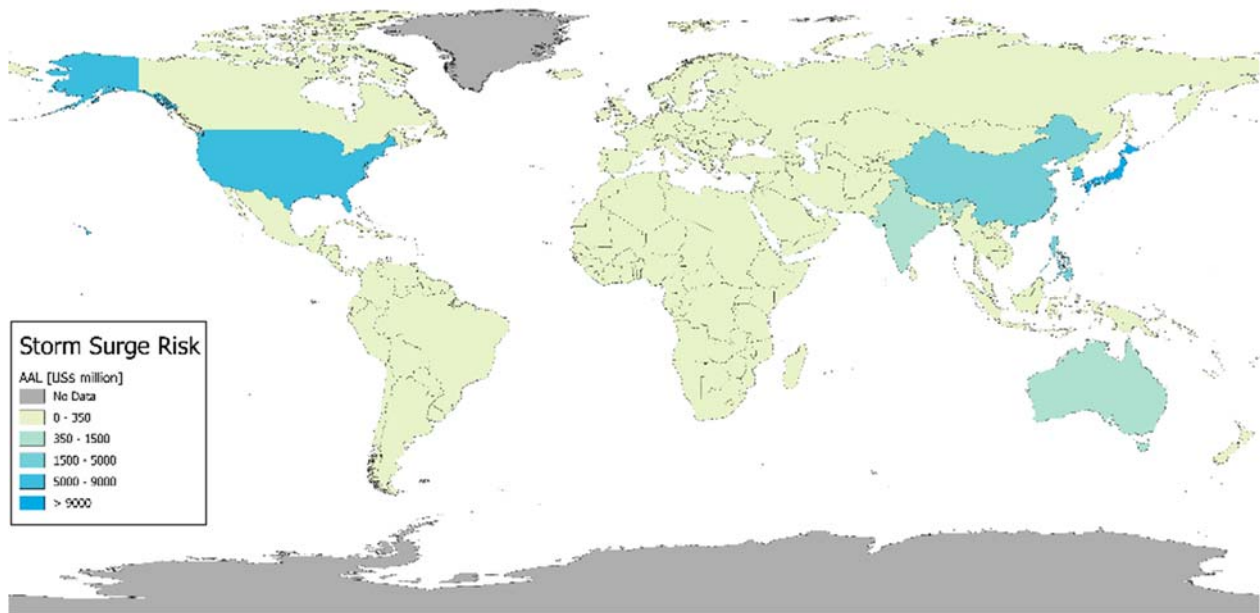 Storm Surge Risk
AAL [US$ million]
No Data
0 - 350
350 - 1500
1500 - 5000
5000 - 9000
> 9000